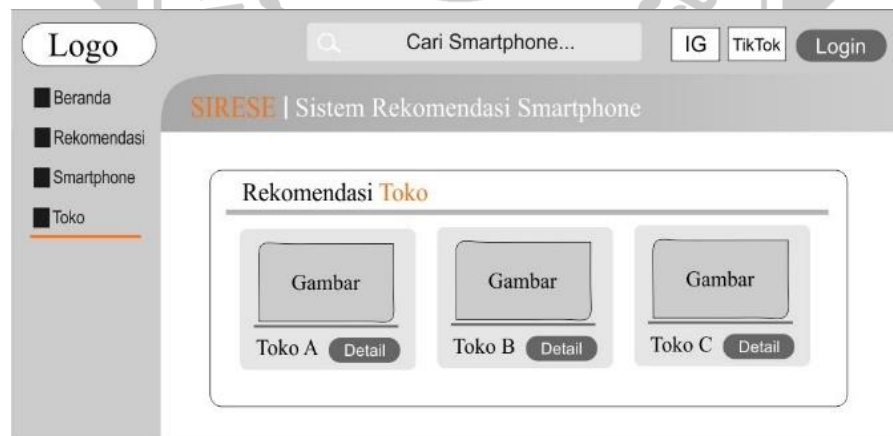 Logo
Cari Smartphone...
IG
TikTok
Login
Beranda
Rekomendasi
Smartphone
Toko
SIRESE | Sistem Rekomendasi Smartphone
Rekomendasi Toko
Gambar
Gambar
Gambar
Toko A Detail
Toko B Detail
Toko C Detail